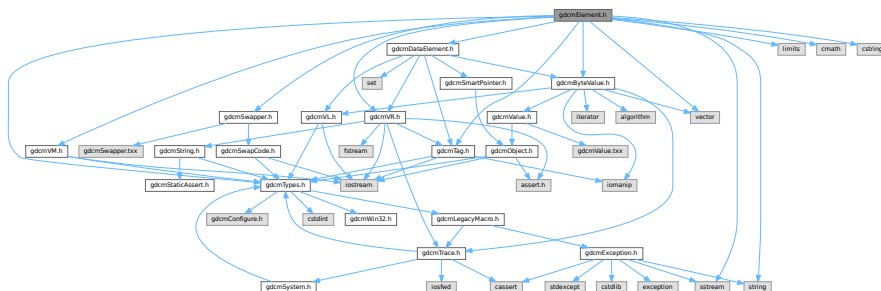 gdcmElement.h
gdcmDataElement.h
limits
cmath
cstring
set
gdcmSmartPointer.h
gdcmByteValue.h
gdcmSwapper.h
gdcmVL.h
gdcmVR.h
gdcmValue.h
iterator
algorithm
vector
gdcmVM.h
gdcmSwapper.txx
gdcmString.h
gdcmSwapCode.h
fstream
gdcmTag.h
gdcmObject.h
gdcmValue.txx
gdcmStaticAssert.h
gdcmTypes.h
iostream
assert.h
iomanip
gdcmConfigure.h
cstdint
gdcmWin32.h
gdcmLegacyMacro.h
gdcmTrace.h
gdcmException.h
gdcmSystem.h
iosfwd
cassert
stdexcept
cstdlib
exception
sstream
string